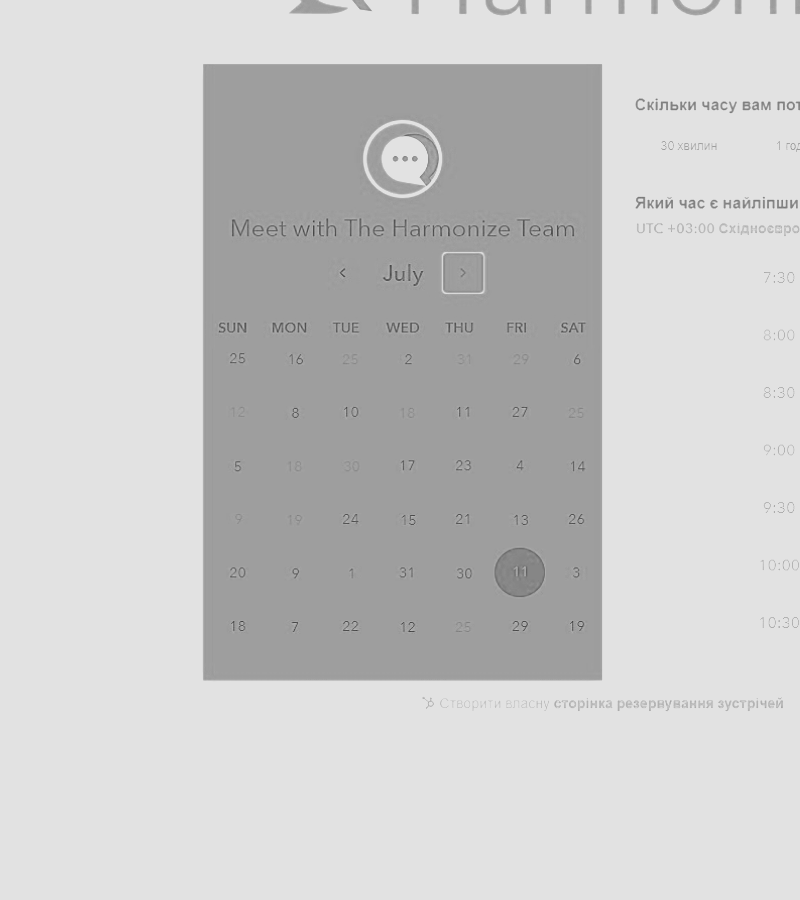 Harmoni
Meet with The Harmonize Team
July
SUN MON TUE WED THU FRI SAT
25 16 25 2 31 29 6
12 8 10 18 11 27 25
5 18 30 17 23 4 14
9 19 24 15 21 13 26
20 9 1 31 30 11 3
18 7 22 12 25 29 19
Скільки часу вам пот
30 хвилин 1 год
Який час є найліпши
UTC +03:00 Східноєвро
7:30
8:00
8:30
9:00
9:30
10:00
10:30
Створити власну сторінка резервування зустрічей